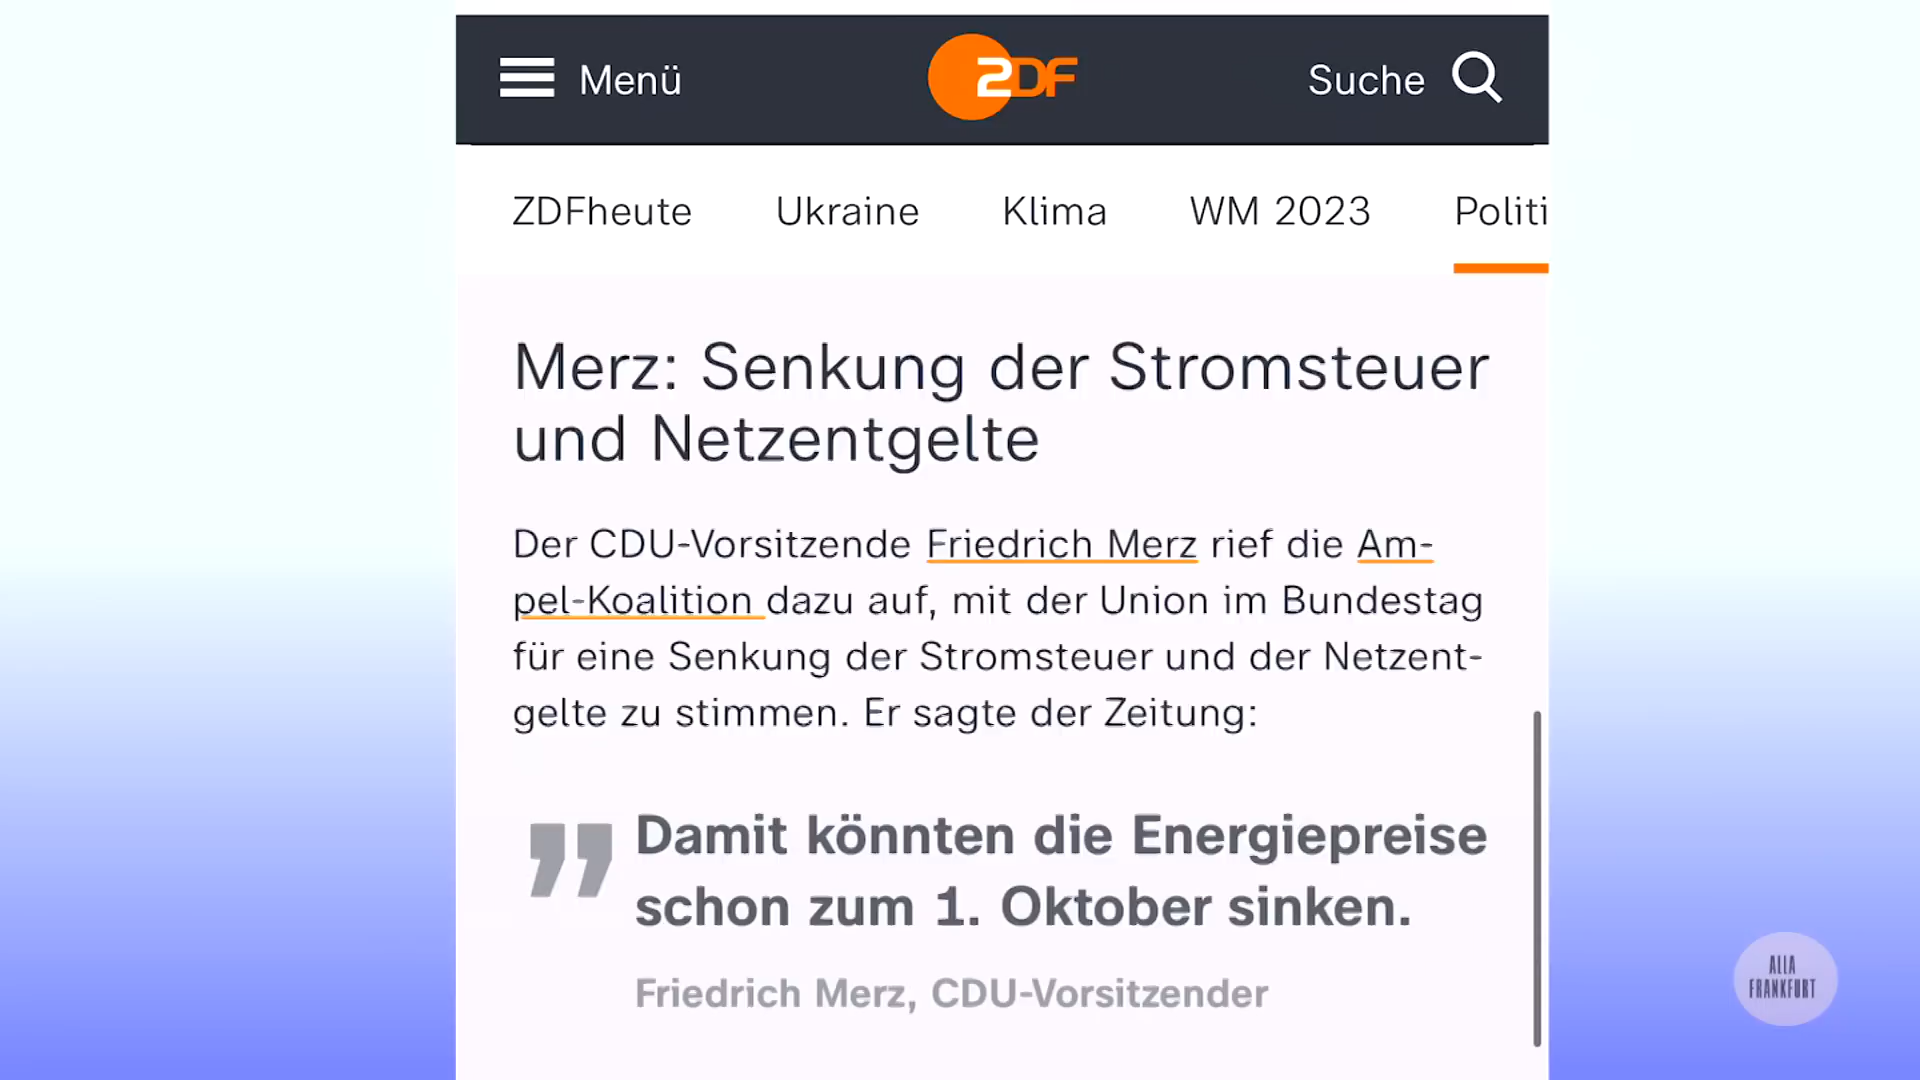 Menü
ZDF
Suche
ZDFheute
Ukraine
Klima
WM 2023
Politi
Merz: Senkung der Stromsteuer
und Netzentgelte
Der CDU-Vorsitzende Friedrich Merz rief die Am-
pel-Koalition dazu auf, mit der Union im Bundestag
für eine Senkung der Stromsteuer und der Netzent-
gelte zu stimmen. Er sagte der Zeitung:
” Damit könnten die Energiepreise
schon zum 1. Oktober sinken.
Friedrich Merz, CDU-Vorsitzender
ALLA
FRANKFURT